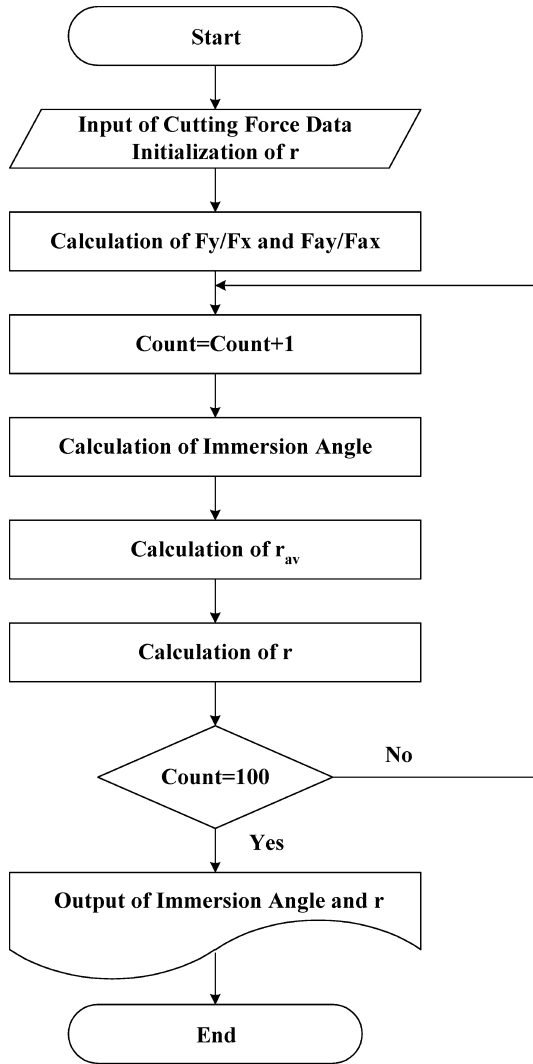 Start
Input of Cutting Force Data
Initialization of r
Calculation of Fy/Fx and Fay/Fax
Count=Count+1
Calculation of Immersion Angle
Calculation of rav
Calculation of r
Count=100
No
Yes
Output of Immersion Angle and r
End